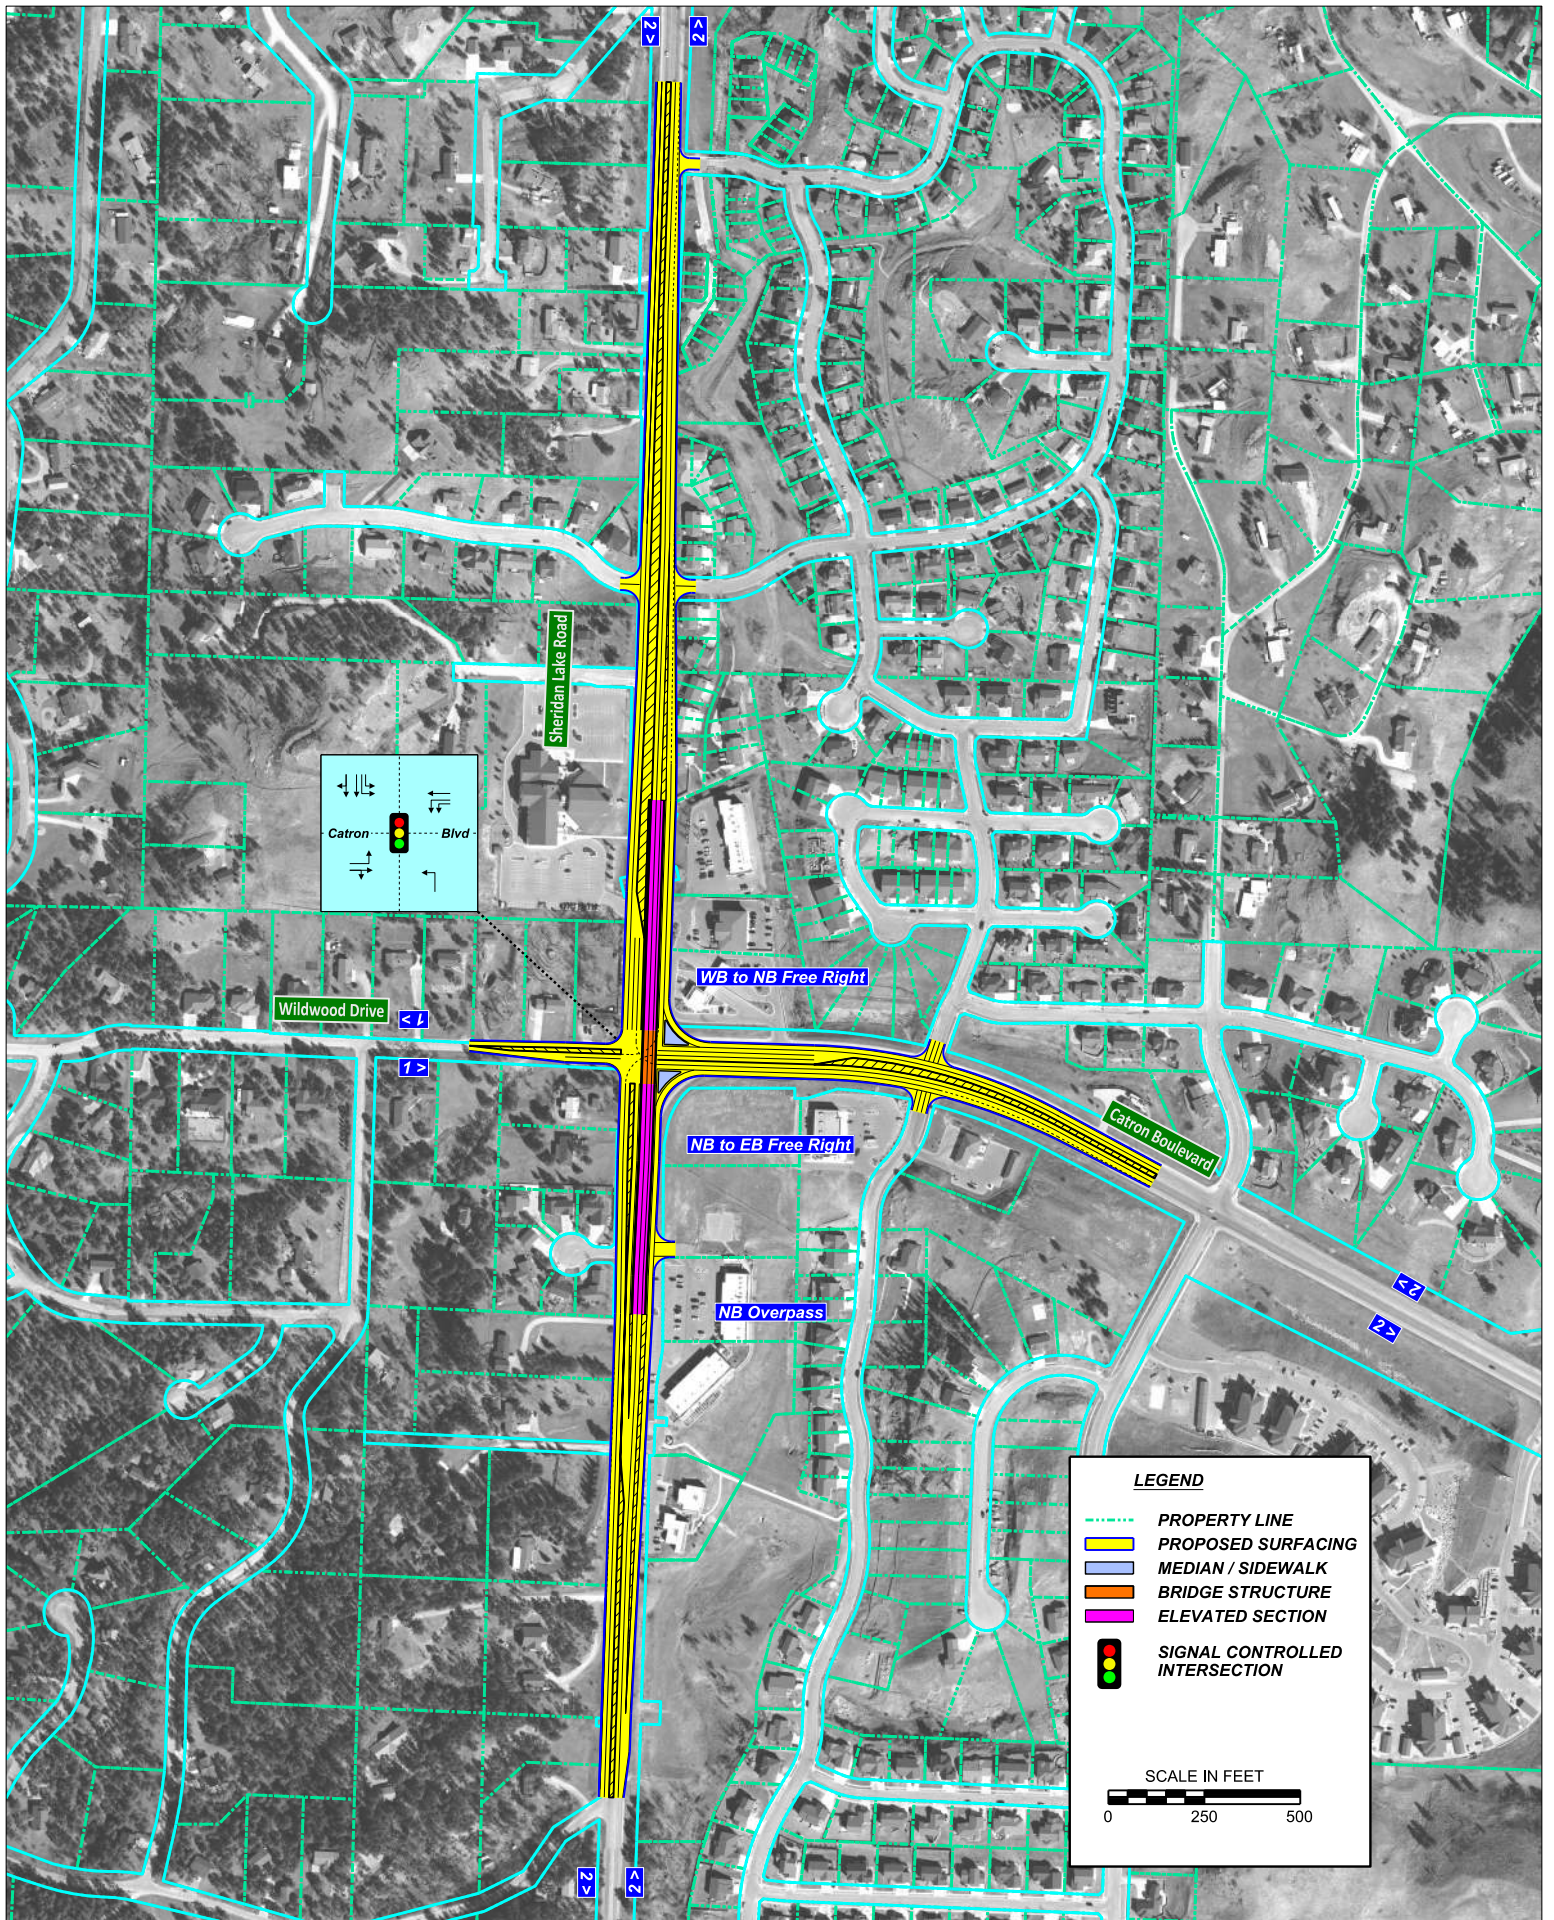 2 >
2 >
Sheridan Lake Road
Catron
Blvd
WB to NB Free Right
Wildwood Drive
1 >
1 >
Catron Boulevard
NB to EB Free Right
2 >
NB Overpass
2 >
LEGEND
PROPERTY LINE
PROPOSED SURFACING
MEDIAN / SIDEWALK
BRIDGE STRUCTURE
ELEVATED SECTION
SIGNAL CONTROLLED
INTERSECTION
SCALE IN FEET
0 250 500
2 >
2 >